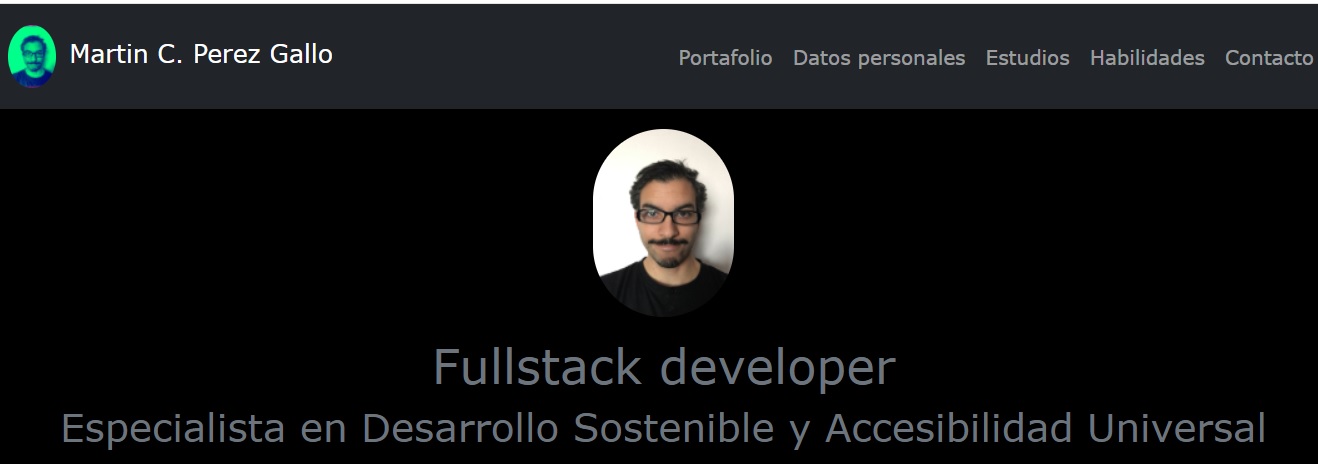 Martin C. Perez Gallo
Portafolio Datos personales Estudios Habilidades Contacto
Fullstack developer
Especialista en Desarrollo Sostenible y Accesibilidad Universal